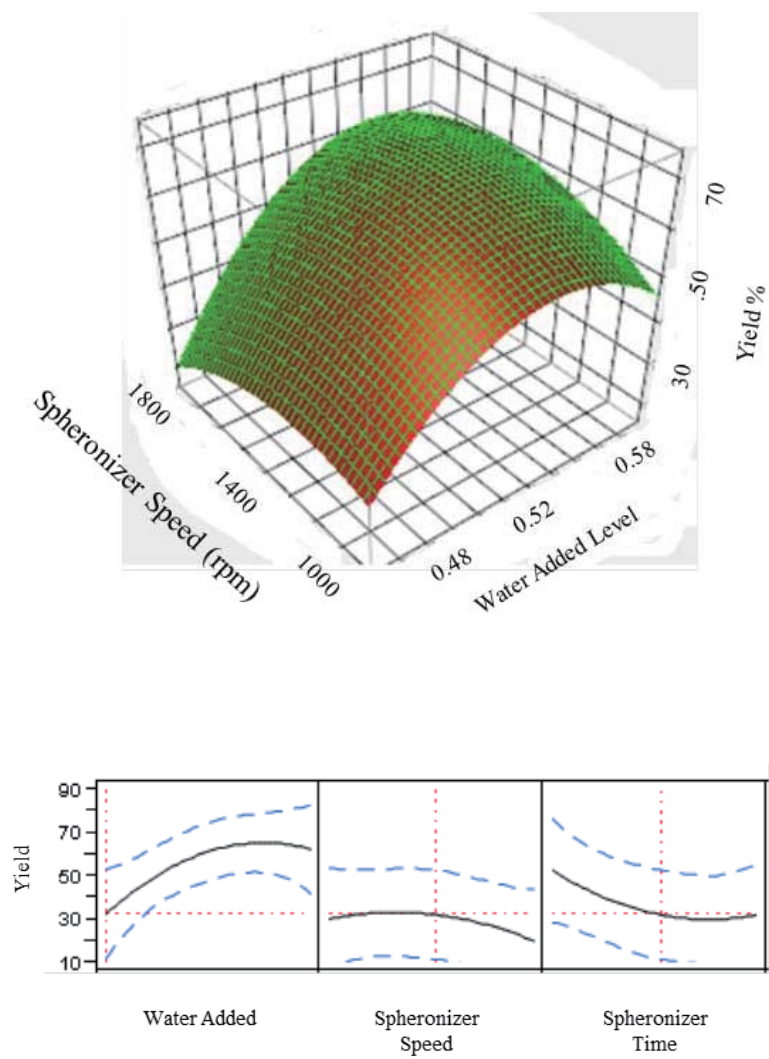 70
.50
30
Yield %
1800
1400
1000
Spheronizer Speed (rpm)
0.58
0.52
0.48
Water Added Level
90
70
50
30
10
Yield
Water Added
Spheronizer
Speed
Spheronizer
Time